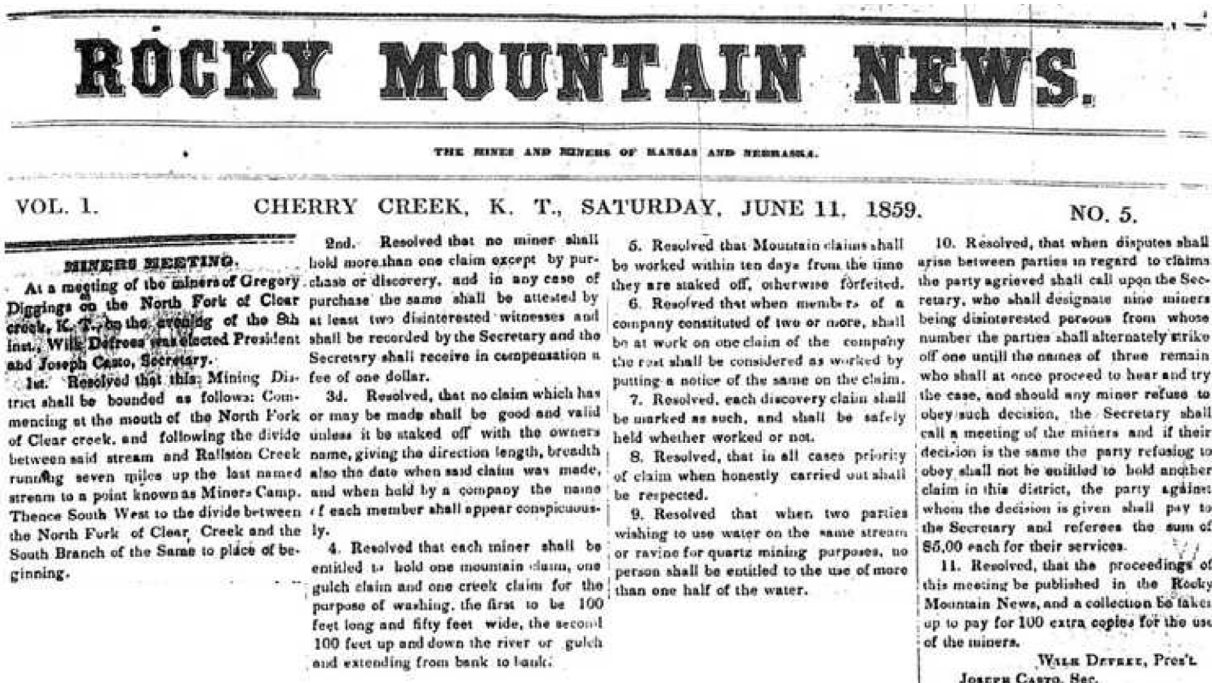 ROCKY MOUNTAIN NEWS.
THE MINES AND MINERS OF KANSAS AND NEBRASKA.
VOL. 1.
CHERRY CREEK, K. T., SATURDAY, JUNE 11, 1859.
NO. 5.
MINERS MEETING.
At a meeting of the miners of Gregory
Diggings on the North Fork of Clear
creek, K. T., on the evening of the 8th
inst., Wilk Defrees was elected President
and Joseph Casto, Secretary.
1st. Resolved that this Mining Dis-
trict shall be bounded as follows: Com-
mencing at the mouth of the North Fork
of Clear creek, and following the divide
between said stream and Rallston Creek
running seven miles up the last named
stream to a point known as Miners Camp.
Thence South West to the divide between
the North Fork of Clear Creek and the
South Branch of the Same to place of be-
ginning.
2nd. Resolved that no miner shall
hold more than one claim except by pur-
chase or discovery, and in any case of
purchase the same shall be attested by
at least two disinterested witnesses and
shall be recorded by the Secretary and the
Secretary shall receive in compensation a
fee of one dollar.
3d. Resolved, that no claim which has
or may be made shall be good and valid
unless it be staked off with the owners
name, giving the direction length, breadth
also the date when said claim was made,
and when held by a company the name
of each member shall appear conspicuous-
ly.
4. Resolved that each miner shall be
entitled to hold one mountain claim, one
gulch claim and one creek claim for the
purpose of washing, the first to be 100
feet long and fifty feet wide, the second
100 feet up and down the river or gulch
and extending from bank to bank.
5. Resolved that Mountain claims shall
be worked within ten days from the time
they are staked off, otherwise forfeited.
6. Resolved that when members of a
company constituted of two or more, shall
be at work on one claim of the company
the rest shall be considered as worked by
putting a notice of the same on the claim.
7. Resolved, each discovery claim shall
be marked as such, and shall be safely
held whether worked or not.
8. Resolved, that in all cases priority
of claim when honestly carried out shall
be respected.
9. Resolved that when two parties
wishing to use water on the same stream
or ravine for quartz mining purposes, no
person shall be entitled to the use of more
than one half of the water.
10. Resolved, that when disputes shall
arise between parties in regard to claims
the party agrieved shall call upon the Sec-
retary, who shall designate nine miners
being disinterested persons from whose
number the parties shall alternately strike
off one untill the names of three remain
who shall at once proceed to hear and try
the case, and should any miner refuse to
obey such decision, the Secretary shall
call a meeting of the miners and if their
decision is the same the party refusing to
obey shall not be entitled to hold another
claim in this district, the party against
whom the decision is given shall pay to
the Secretary and referees the sum of
$5,00 each for their services.
11. Resolved, that the proceedings of
this meeting be published in the Rocky
Mountain News, and a collection be taken
up to pay for 100 extra copies for the use
of the miners.
WALK DEFREE, Pres't.
JOSEPH CASTO, Sec.